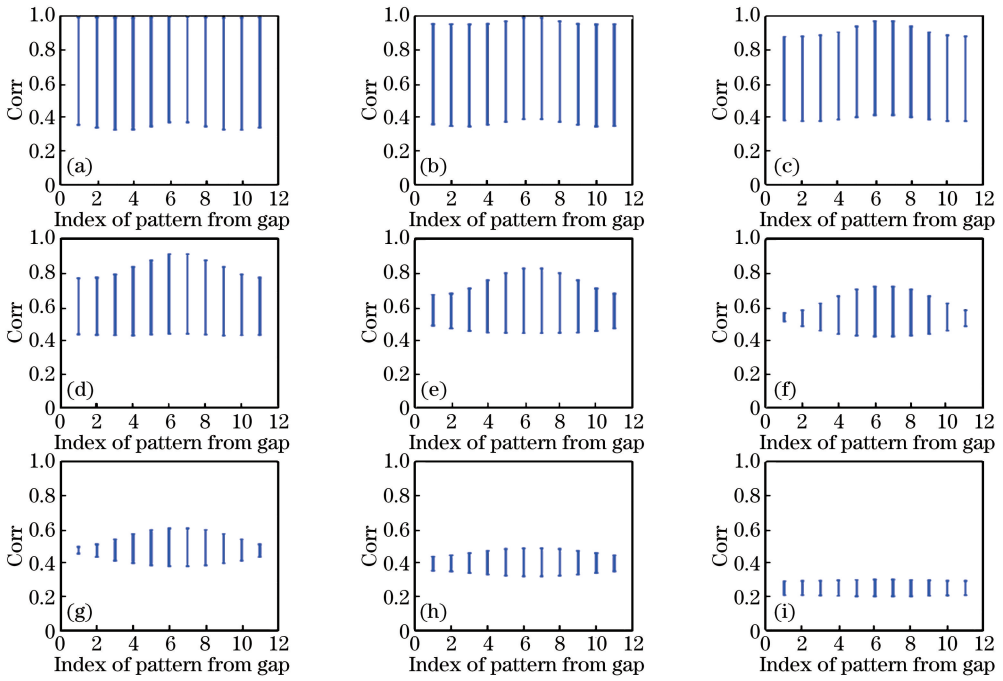 1.0 1.0 1.0
0.8 0.8 0.8
0.6 0.6 0.6
Corr Corr Corr
0.4 0.4 0.4
0.2 0.2 0.2
(a) (b) (c)
0 0 0
0 2 4 6 8 10 12 0 2 4 6 8 10 12 0 2 4 6 8 10 12
Index of pattern from gap Index of pattern from gap Index of pattern from gap
1.0 1.0 1.0
0.8 0.8 0.8
0.6 0.6 0.6
Corr Corr Corr
0.4 0.4 0.4
0.2 0.2 0.2
(d) (e) (f)
0 0 0
0 2 4 6 8 10 12 0 2 4 6 8 10 12 0 2 4 6 8 10 12
Index of pattern from gap Index of pattern from gap Index of pattern from gap
1.0 1.0 1.0
0.8 0.8 0.8
0.6 0.6 0.6
Corr Corr Corr
0.4 0.4 0.4
0.2 0.2 0.2
(g) (h) (i)
0 0 0
0 2 4 6 8 10 12 0 2 4 6 8 10 12 0 2 4 6 8 10 12
Index of pattern from gap Index of pattern from gap Index of pattern from gap